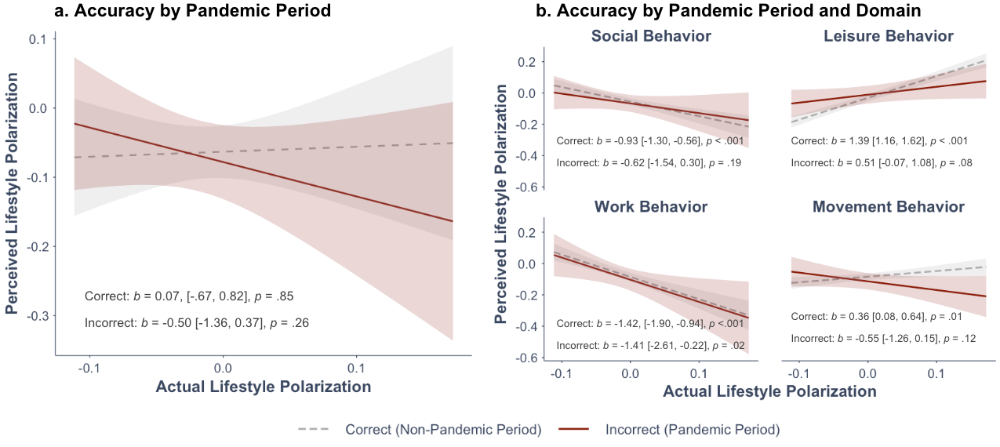 a. Accuracy by Pandemic Period
Perceived Lifestyle Polarization
0.1
0.0
-0.1
-0.2
-0.3
Correct: b = 0.07, [-.67, 0.82], p = .85
Incorrect: b = -0.50 [-1.36, 0.37], p = .26
-0.1 0.0 0.1
Actual Lifestyle Polarization
b. Accuracy by Pandemic Period and Domain
Perceived Lifestyle Polarization
Social Behavior
0.2
0.0
-0.2
-0.4
-0.6
Correct: b = -0.93 [-1.30, -0.56], p < .001
Incorrect: b = -0.62 [-1.54, 0.30], p = .19
Leisure Behavior
Correct: b = 1.39 [1.16, 1.62], p < .001
Incorrect: b = 0.51 [-0.07, 1.08], p = .08
Work Behavior
0.2
0.0
-0.2
-0.4
-0.6
Correct: b = -1.42, [-1.90, -0.94], p <.001
Incorrect: b = -1.41 [-2.61, -0.22], p = .02
-0.1 0.0 0.1
Movement Behavior
Correct: b = 0.36 [0.08, 0.64], p = .01
Incorrect: b = -0.55 [-1.26, 0.15], p = .12
-0.1 0.0 0.1
Actual Lifestyle Polarization
Correct (Non-Pandemic Period)
Incorrect (Pandemic Period)